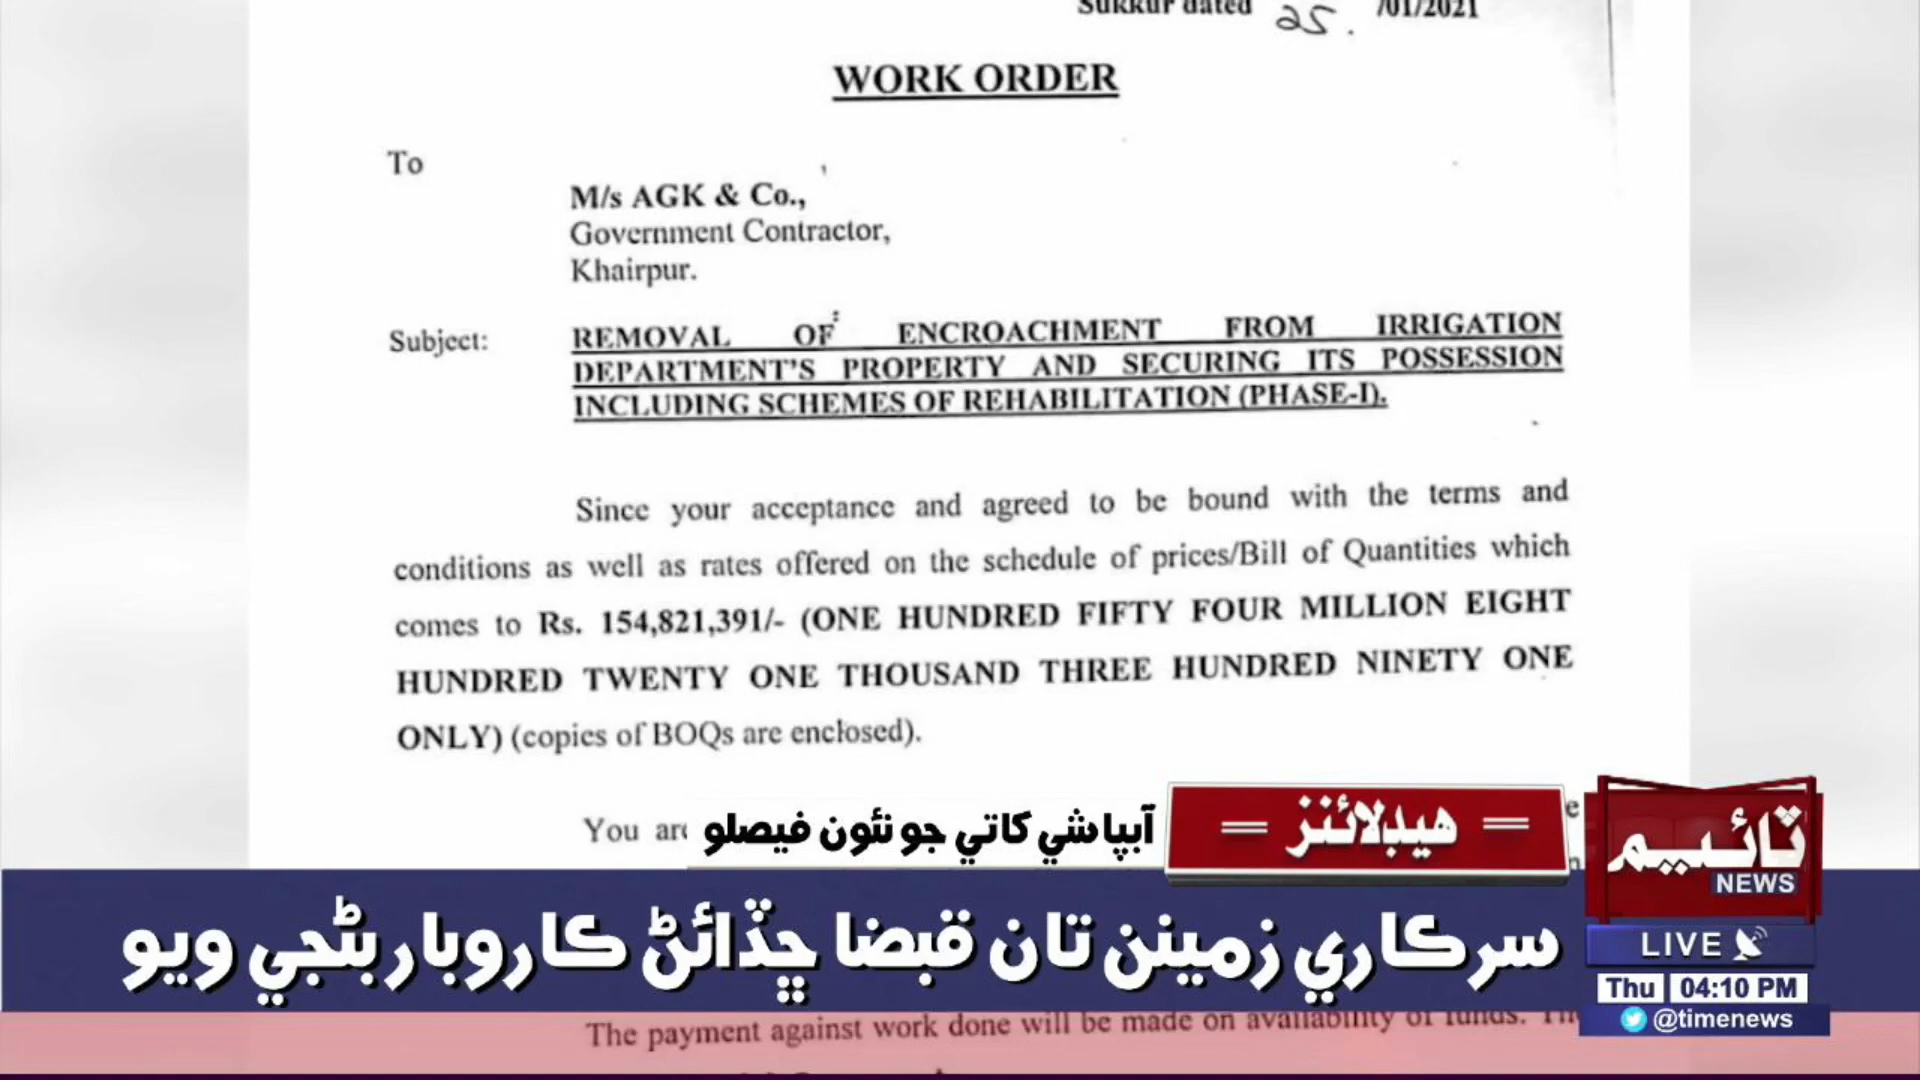 Sukkur dated 25. /01/2021
WORK ORDER
To
M/s AGK & Co.,
Government Contractor,
Khairpur.
Subject: REMOVAL OF ENCROACHMENT FROM IRRIGATION
DEPARTMENT'S PROPERTY AND SECURING ITS POSSESSION
INCLUDING SCHEMES OF REHABILITATION (PHASE-I).
Since your acceptance and agreed to be bound with the terms and
conditions as well as rates offered on the schedule of prices/Bill of Quantities which
comes to Rs. 154,821,391/- (ONE HUNDRED FIFTY FOUR MILLION EIGHT
HUNDRED TWENTY ONE THOUSAND THREE HUNDRED NINETY ONE
ONLY) (copies of BOQs are enclosed).
You are
آبپاشي کاتي جو نئون فيصلو
هيڊلائنز
ٽائيم
NEWS
سرڪاري زمينن تان قبضا ڇڏائڻ ڪاروبار بڻجي ويو
LIVE
Thu 04:10 PM
@timenews
The payment against work done will be made on availability of funds.